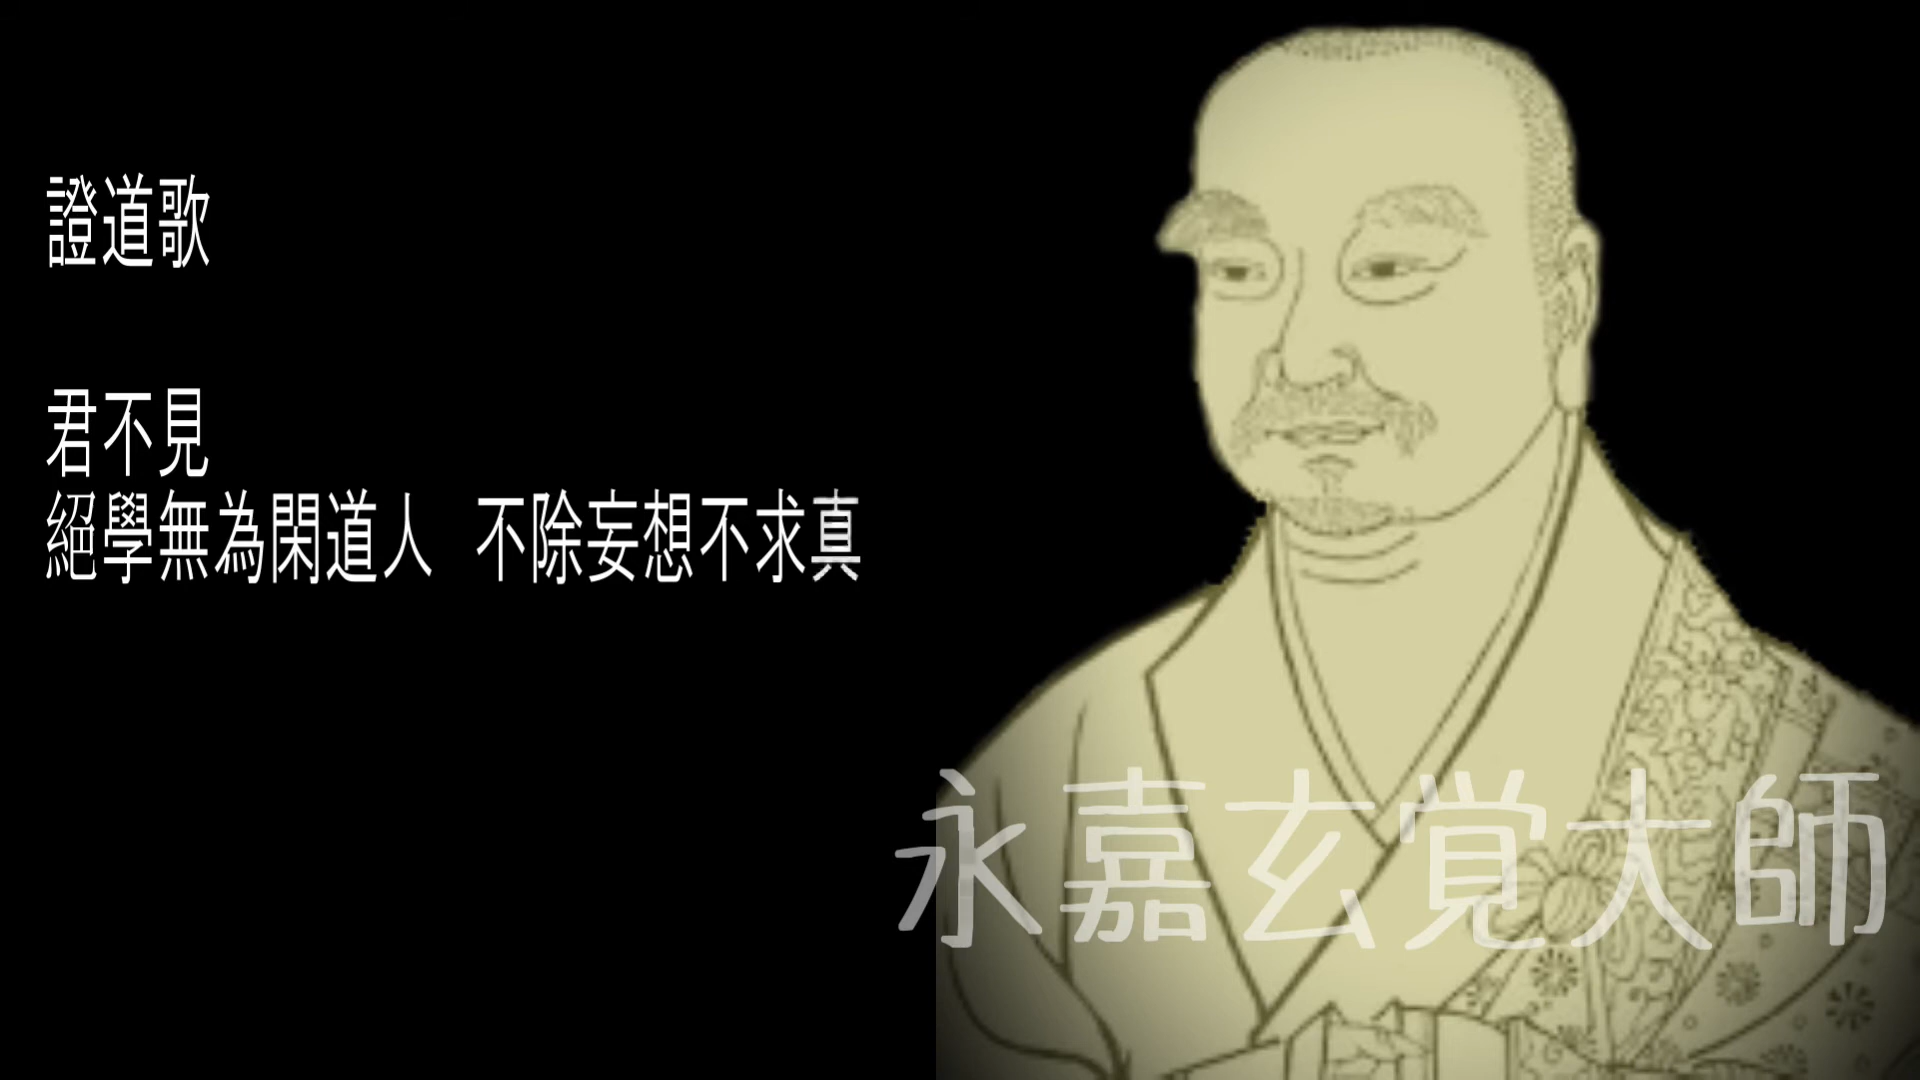 證道歌
君不見
絕學無為閑道人 不除妄想不求真
永嘉玄覚大師